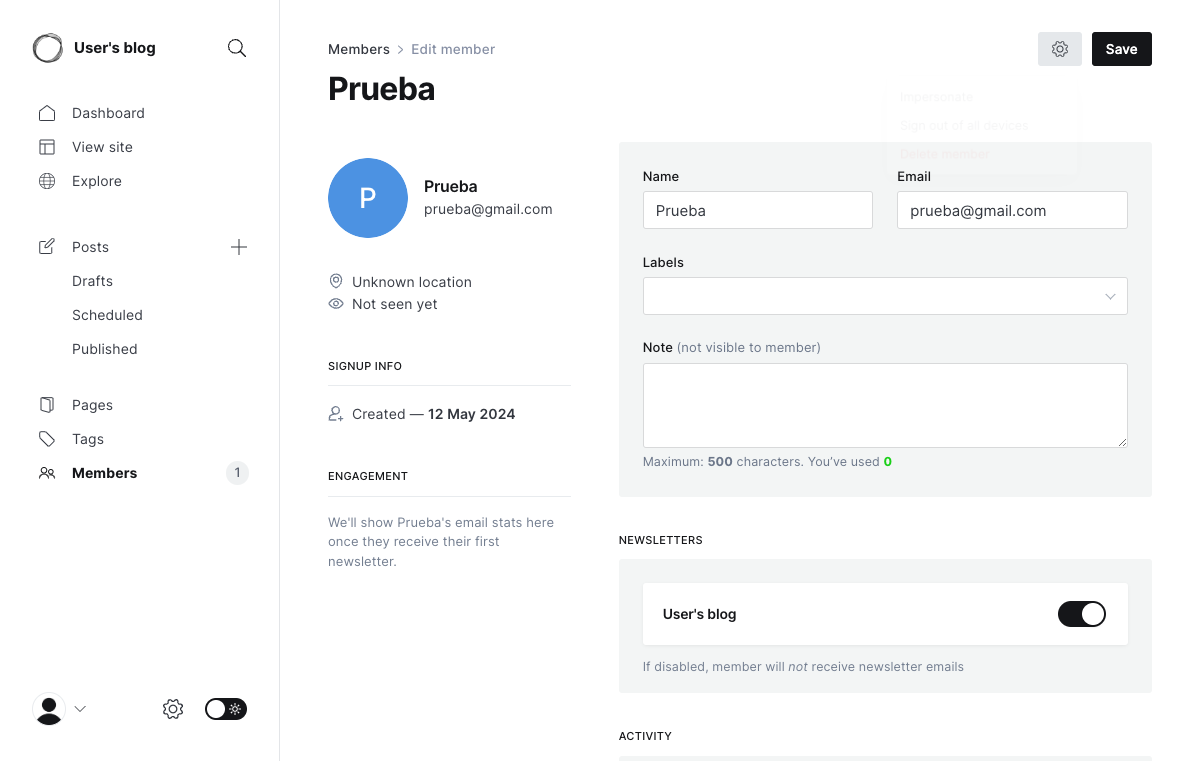 User's blog
Dashboard
View site
Explore
Posts
Drafts
Scheduled
Published
Pages
Tags
Members 1
Members > Edit member
Save
Prueba
Impersonate
Sign out of all devices
Delete member
P
Prueba
prueba@gmail.com
Unknown location
Not seen yet
SIGNUP INFO
Created — 12 May 2024
ENGAGEMENT
We'll show Prueba's email stats here
once they receive their first
newsletter.
Name
Email
Prueba
prueba@gmail.com
Labels
Note (not visible to member)
Maximum: 500 characters. You’ve used 0
NEWSLETTERS
User's blog
If disabled, member will not receive newsletter emails
ACTIVITY